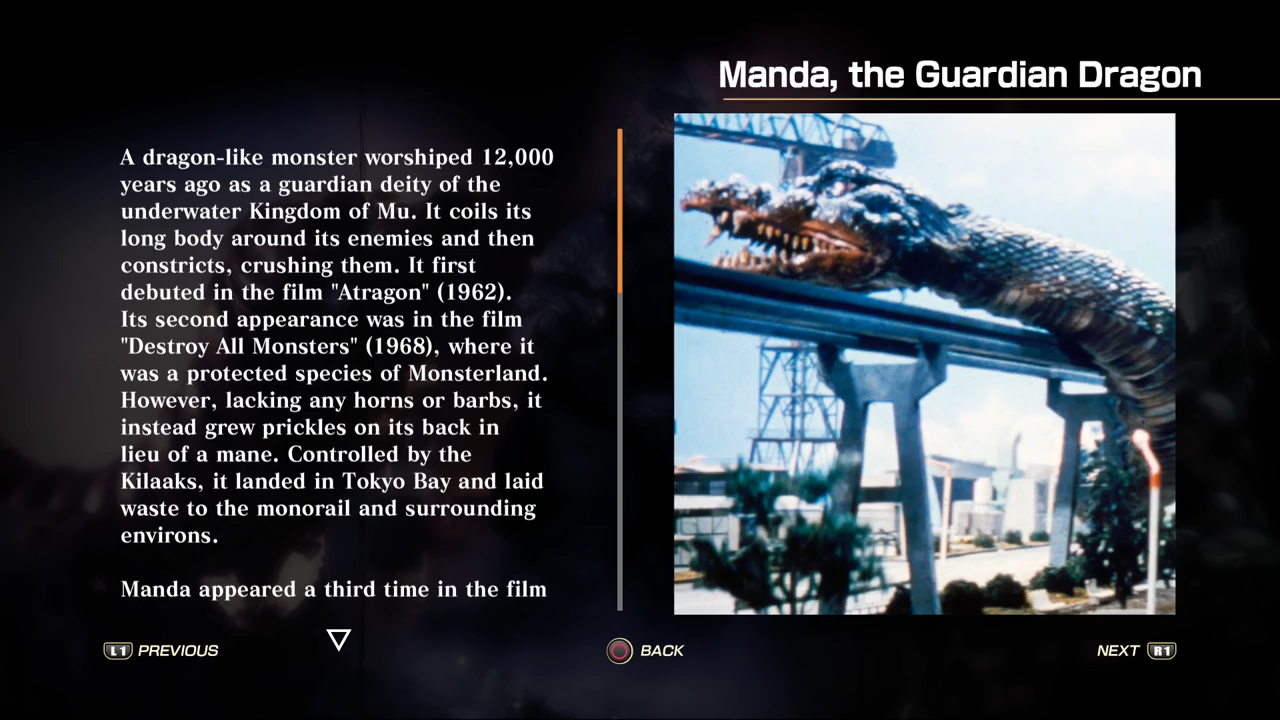 Manda, the Guardian Dragon
A dragon-like monster worshiped 12,000
years ago as a guardian deity of the
underwater Kingdom of Mu. It coils its
long body around its enemies and then
constricts, crushing them. It first
debuted in the film "Atragon" (1962).
Its second appearance was in the film
"Destroy All Monsters" (1968), where it
was a protected species of Monsterland.
However, lacking any horns or barbs, it
instead grew prickles on its back in
lieu of a mane. Controlled by the
Kilaaks, it landed in Tokyo Bay and laid
waste to the monorail and surrounding
environs.
Manda appeared a third time in the film
L1 PREVIOUS
BACK
NEXT R1